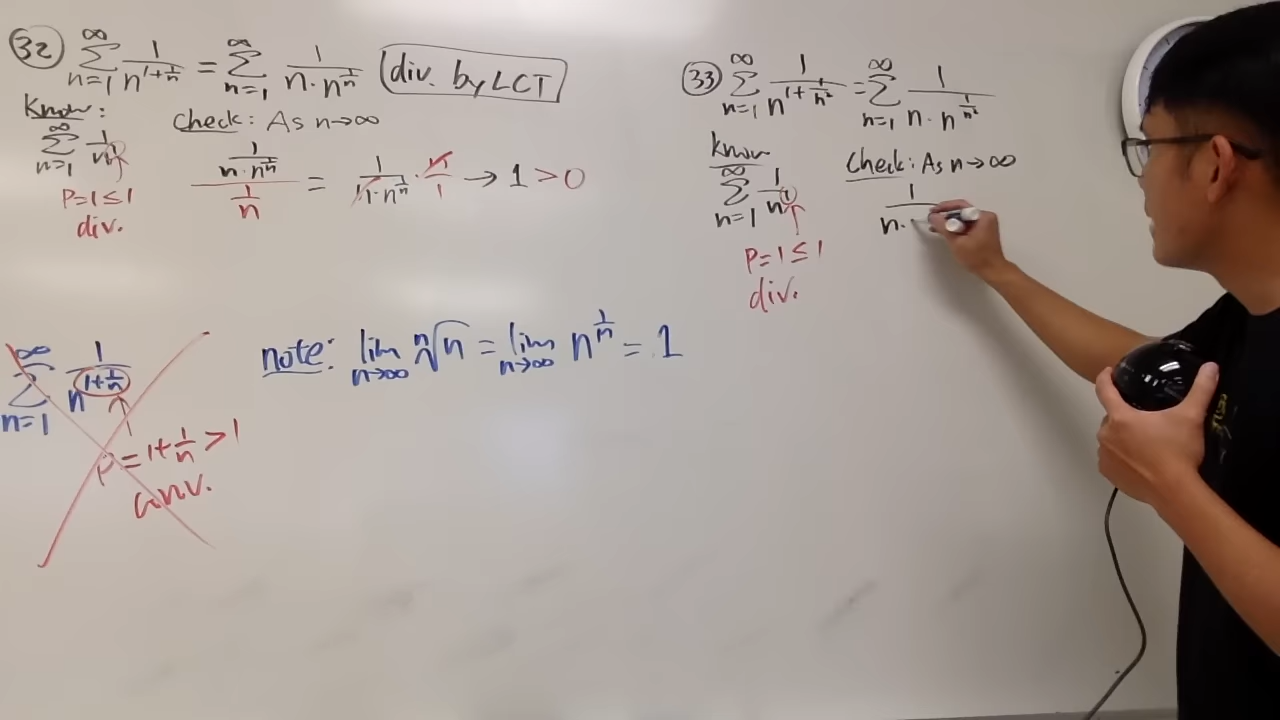 32 ∑_{n=1}^{∞} 1/n^{1+1/n} = ∑_{n=1}^{∞} 1/(n·n^{1/n}) div. by LCT
Know:
∑_{n=1}^{∞} 1/n^1
P=1≤1
div.
Check: As n→∞
(1/(n·n^{1/n}))/(1/n) = 1/(n·n^{1/n}) · n/1 → 1 > 0
∑_{n=1}^{∞} 1/n^{1+1/n}
P = 1+1/n > 1
conv.
note: lim_{n→∞} ⁿ√n = lim_{n→∞} n^{1/n} = 1
33 ∑_{n=1}^{∞} 1/n^{1+1/n²} = ∑_{n=1}^{∞} 1/(n·n^{1/n²})
know
∑_{n=1}^{∞} 1/n^1
P=1≤1
div.
Check: As n→∞
1/(n·